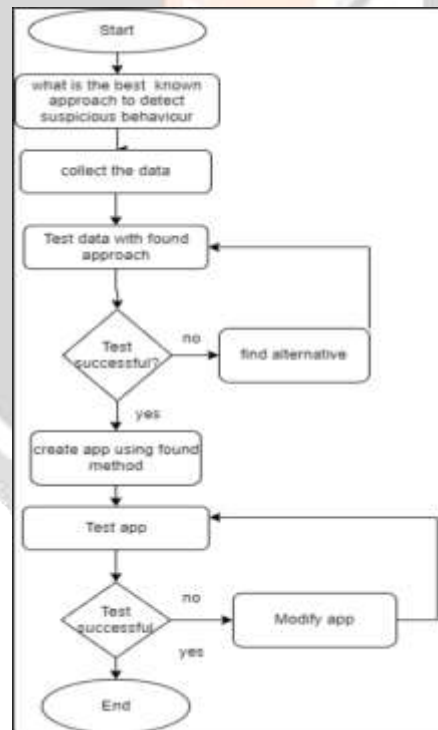 Start
what is the best known
approach to detect
suspicious behaviour
collect the data
Test data with found
approach
Test
successful?
no
find alternative
yes
create app using found
method
Test app
Test
successful
no
Modify app
yes
End